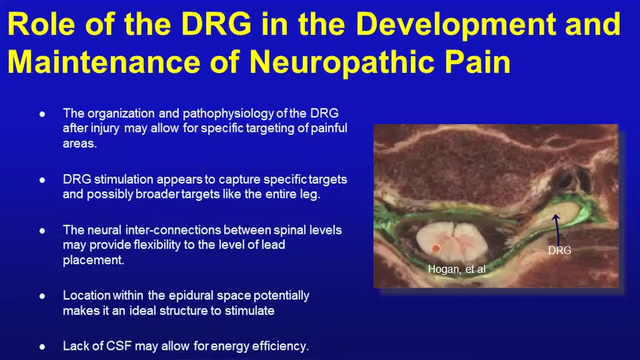 Role of the DRG in the Development and
Maintenance of Neuropathic Pain
● The organization and pathophysiology of the DRG
after injury may allow for specific targeting of painful
areas.
● DRG stimulation appears to capture specific targets
and possibly broader targets like the entire leg.
● The neural inter-connections between spinal levels
may provide flexibility to the level of lead
placement.
● Location within the epidural space potentially
makes it an ideal structure to stimulate
● Lack of CSF may allow for energy efficiency.
DRG
Hogan, et al